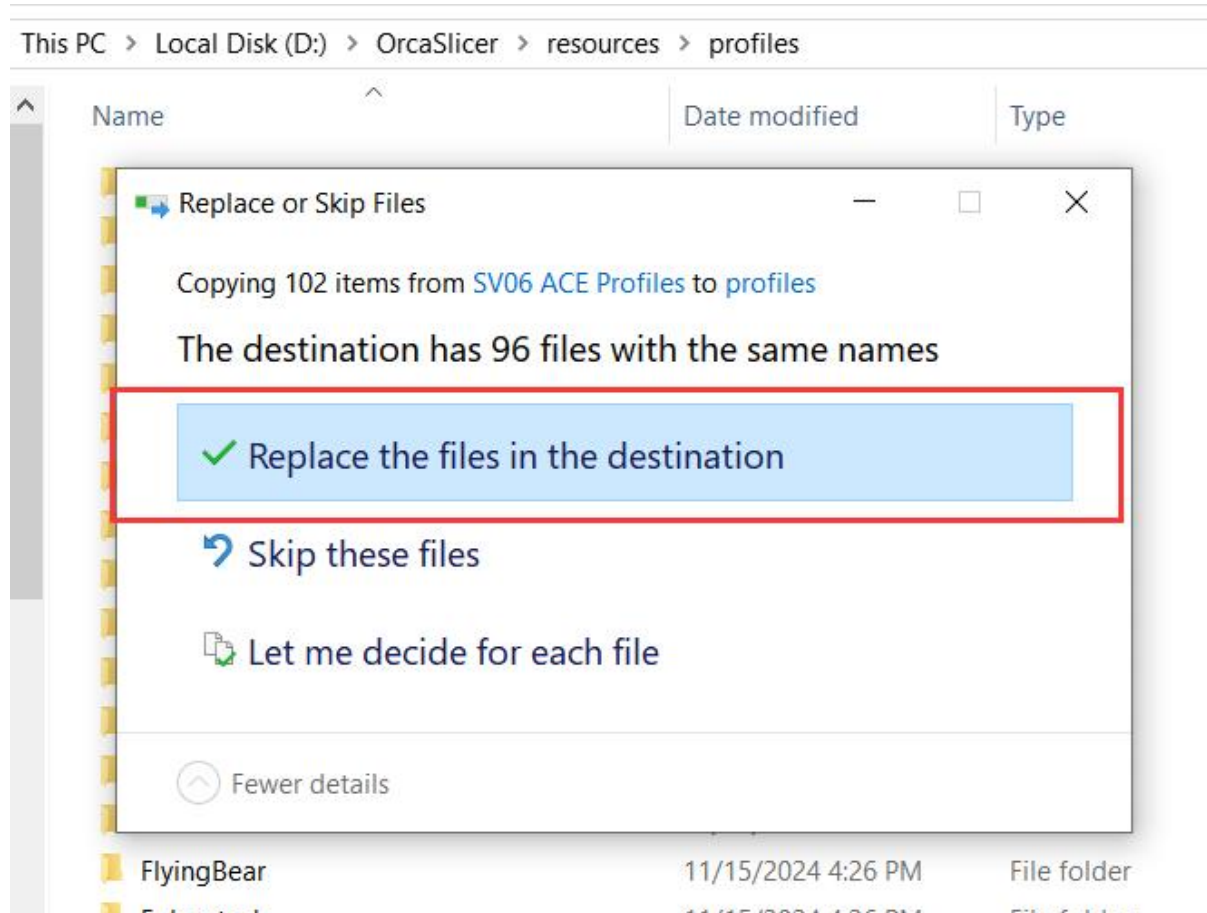 This PC > Local Disk (D:) > OrcaSlicer > resources > profiles
Name Date modified Type
Replace or Skip Files
Copying 102 items from SV06 ACE Profiles to profiles
The destination has 96 files with the same names
Replace the files in the destination
Skip these files
Let me decide for each file
Fewer details
FlyingBear 11/15/2024 4:26 PM File folder